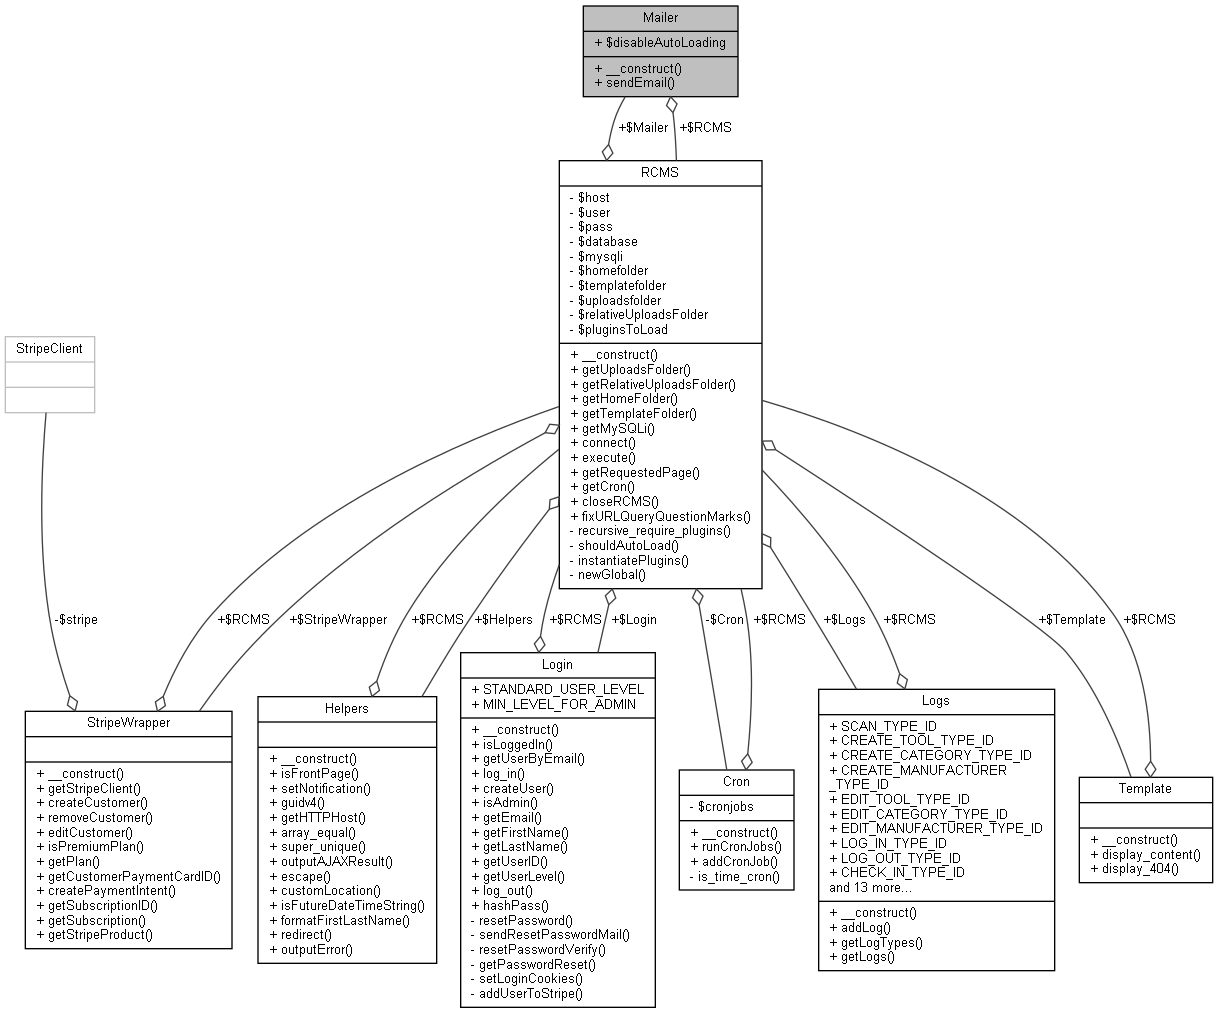 Mailer
+ $disableAutoLoading
+ __construct()
+ sendEmail()
+$Mailer
+$RCMS
RCMS
- $host
- $user
- $pass
- $database
- $mysqli
- $homefolder
- $templatefolder
- $uploadsfolder
- $relativeUploadsFolder
- $pluginsToLoad
+ __construct()
+ getUploadsFolder()
+ getRelativeUploadsFolder()
+ getHomeFolder()
+ getTemplateFolder()
+ getMySQLi()
+ connect()
+ execute()
+ getRequestedPage()
+ getCron()
+ closeRCMS()
+ fixURLQueryQuestionMarks()
- recursive_require_plugins()
- shouldAutoLoad()
- instantiatePlugins()
- newGlobal()
StripeClient
-$stripe
+$RCMS
+$StripeWrapper
+$RCMS
+$Helpers
+$RCMS
+$Login
-$Cron
+$RCMS
+$Logs
+$RCMS
+$Template
+$RCMS
StripeWrapper
+ __construct()
+ getStripeClient()
+ createCustomer()
+ removeCustomer()
+ editCustomer()
+ isPremiumPlan()
+ getPlan()
+ getCustomerPaymentCardID()
+ createPaymentIntent()
+ getSubscriptionID()
+ getSubscription()
+ getStripeProduct()
Helpers
+ __construct()
+ isFrontPage()
+ setNotification()
+ guidv4()
+ getHTTPHost()
+ array_equal()
+ super_unique()
+ outputAJAXResult()
+ escape()
+ customLocation()
+ isFutureDateTimeString()
+ formatFirstLastName()
+ redirect()
+ outputError()
Login
+ STANDARD_USER_LEVEL
+ MIN_LEVEL_FOR_ADMIN
+ __construct()
+ isLoggedIn()
+ getUserByEmail()
+ log_in()
+ createUser()
+ isAdmin()
+ getEmail()
+ getFirstName()
+ getLastName()
+ getUserID()
+ getUserLevel()
+ log_out()
+ hashPass()
- resetPassword()
- sendResetPasswordMail()
- resetPasswordVerify()
- getPasswordReset()
- setLoginCookies()
- addUserToStripe()
Cron
- $cronjobs
+ __construct()
+ runCronJobs()
+ addCronJob()
- is_time_cron()
Logs
+ SCAN_TYPE_ID
+ CREATE_TOOL_TYPE_ID
+ CREATE_CATEGORY_TYPE_ID
+ CREATE_MANUFACTURER
_TYPE_ID
+ EDIT_TOOL_TYPE_ID
+ EDIT_CATEGORY_TYPE_ID
+ EDIT_MANUFACTURER_TYPE_ID
+ LOG_IN_TYPE_ID
+ LOG_OUT_TYPE_ID
+ CHECK_IN_TYPE_ID
and 13 more...
+ __construct()
+ addLog()
+ getLogTypes()
+ getLogs()
Template
+ __construct()
+ display_content()
+ display_404()